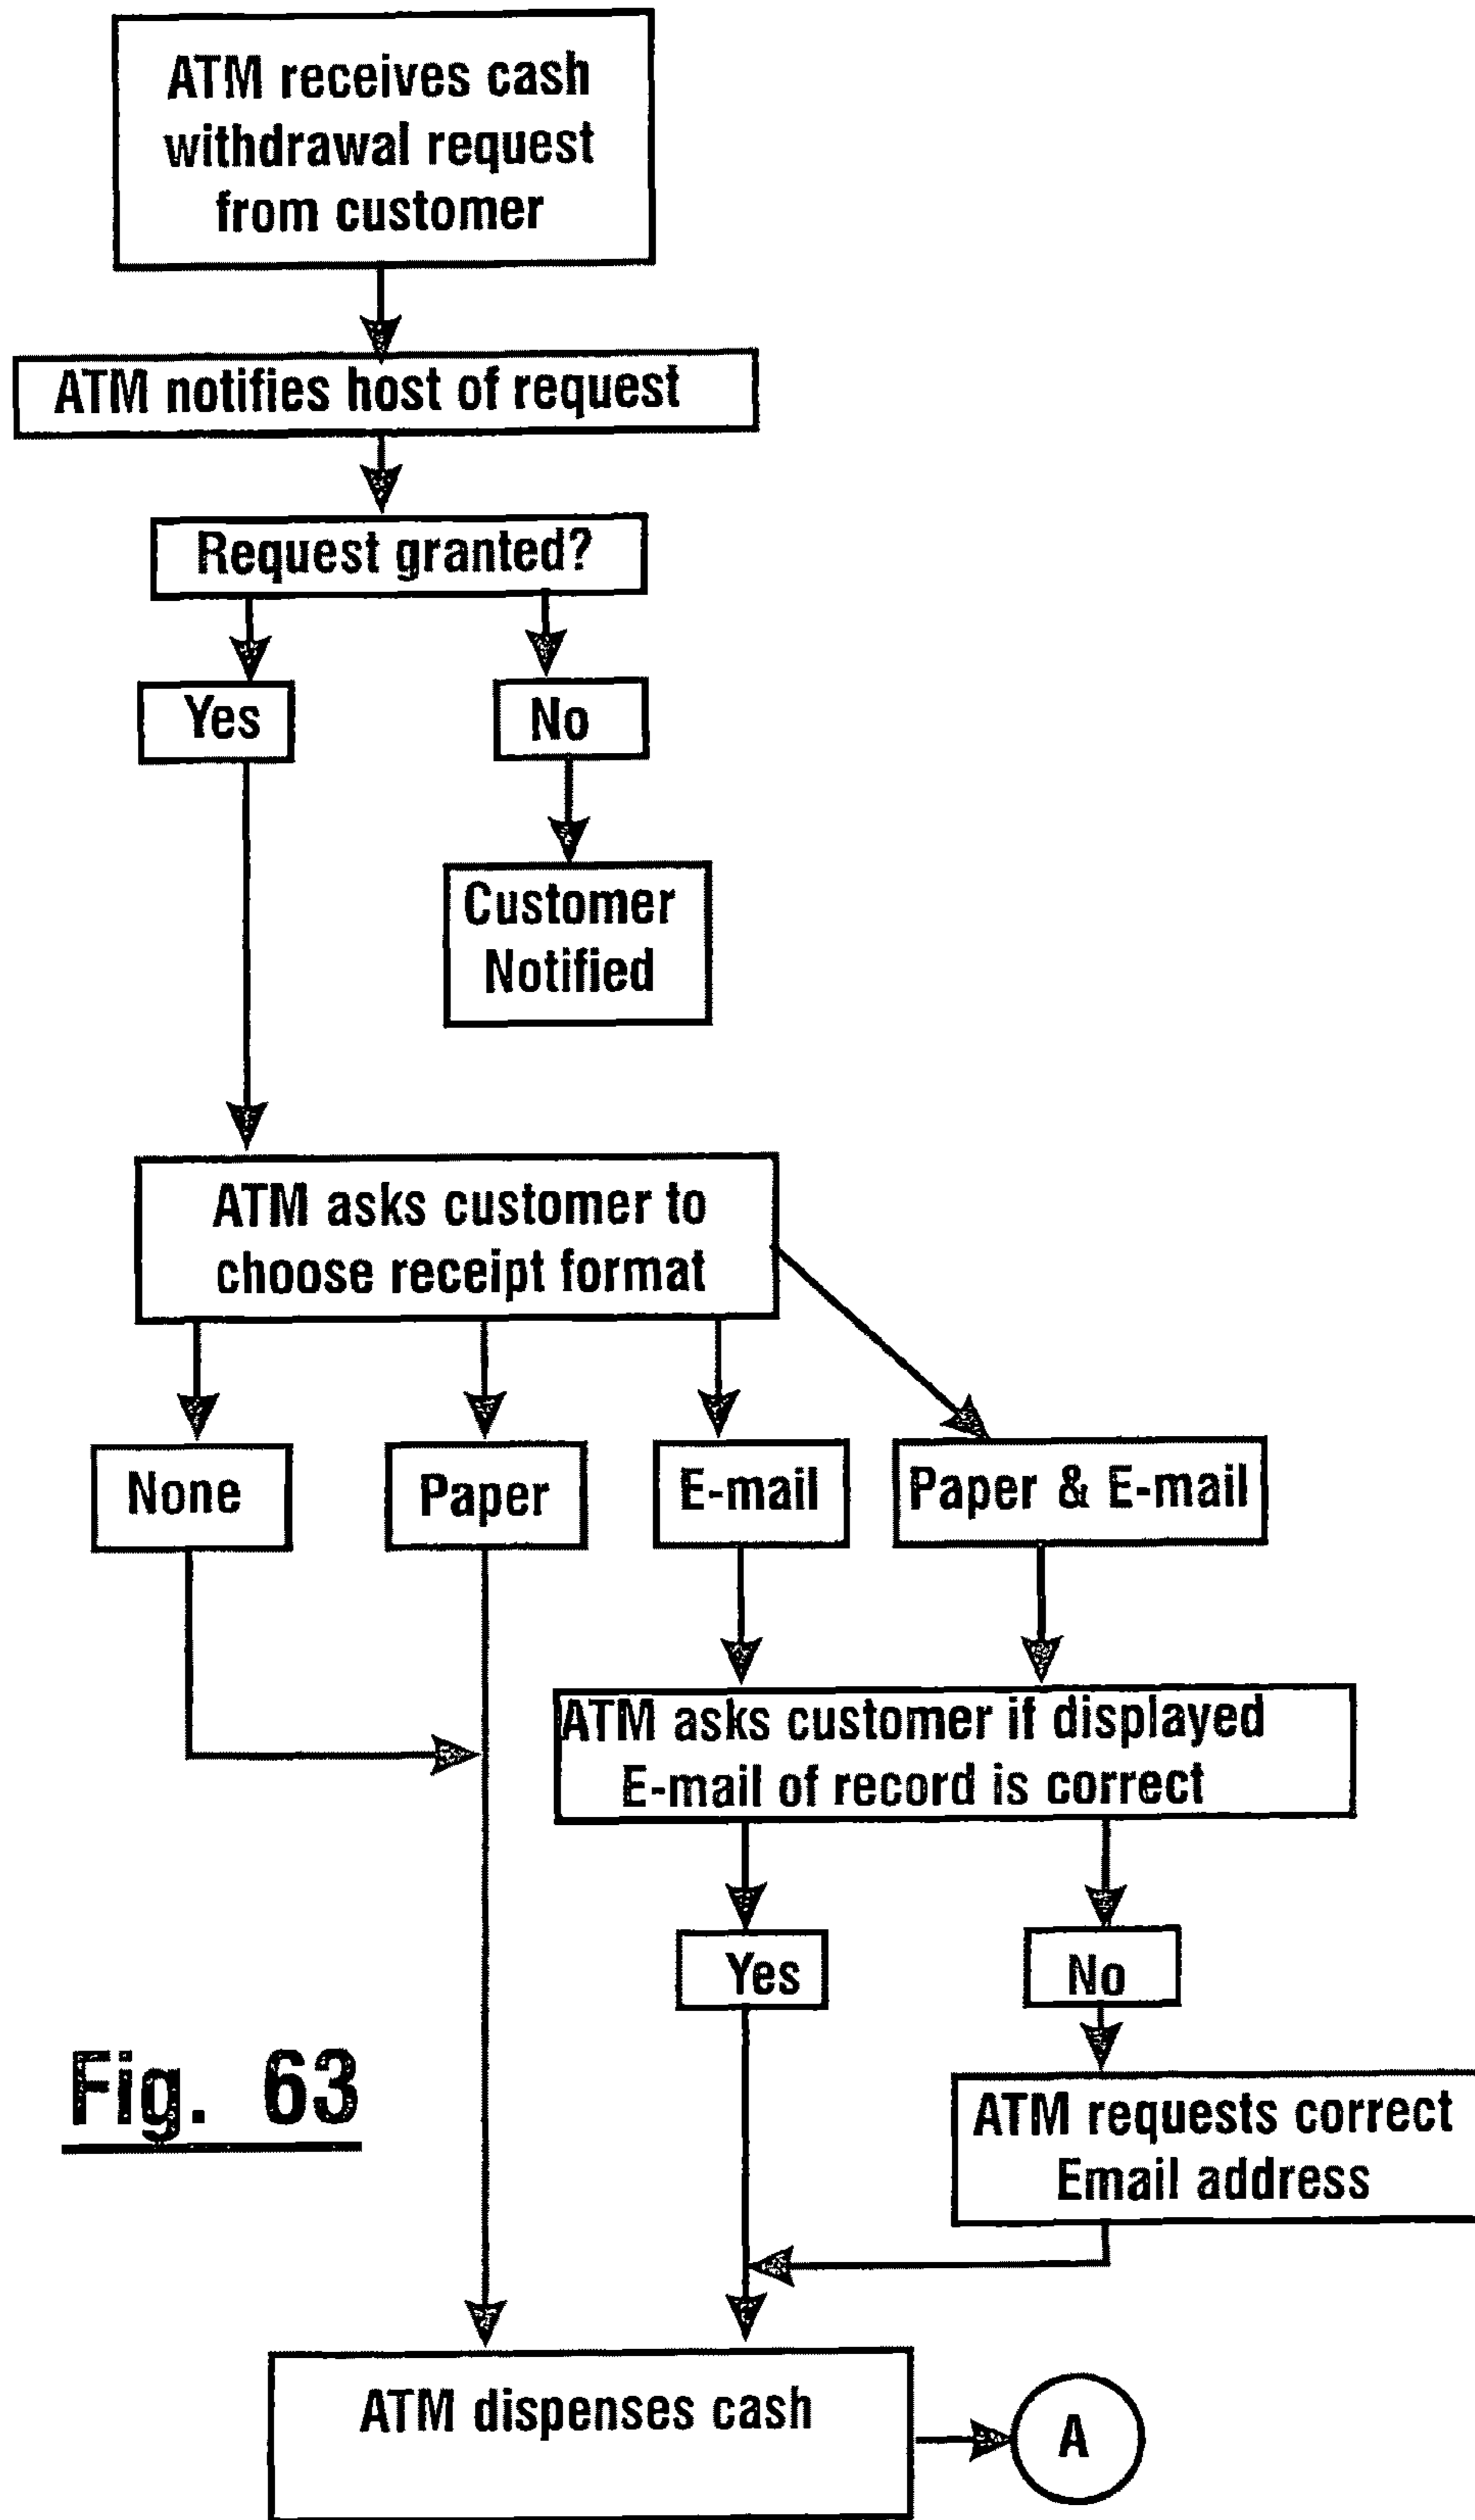 ATM receives cash
withdrawal request
from customer
ATM notifies host of request
Request granted?
Yes
No
Customer
Notified
ATM asks customer to
choose receipt format
None
Paper
E-mail
Paper & E-mail
ATM asks customer if displayed
E-mail of record is correct
Yes
No
Fig. 63
ATM requests correct
Email address
ATM dispenses cash
A